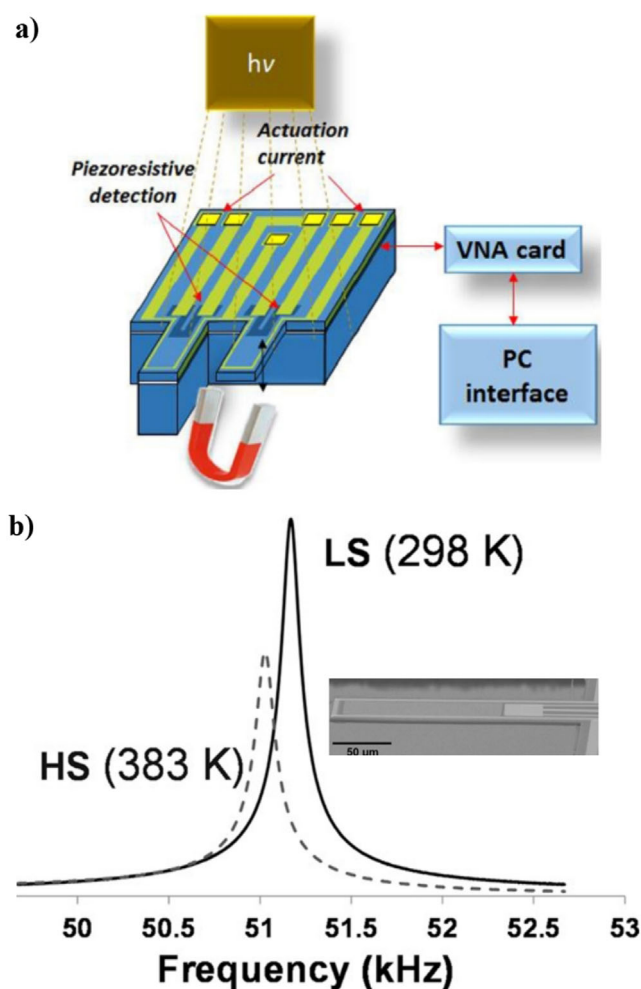 a)
hν
Actuation
current
Piezoresistive
detection
VNA card
PC
interface
b)
LS (298 K)
HS (383 K)
50 um
50 50.5 51 51.5 52 52.5 53
Frequency (kHz)